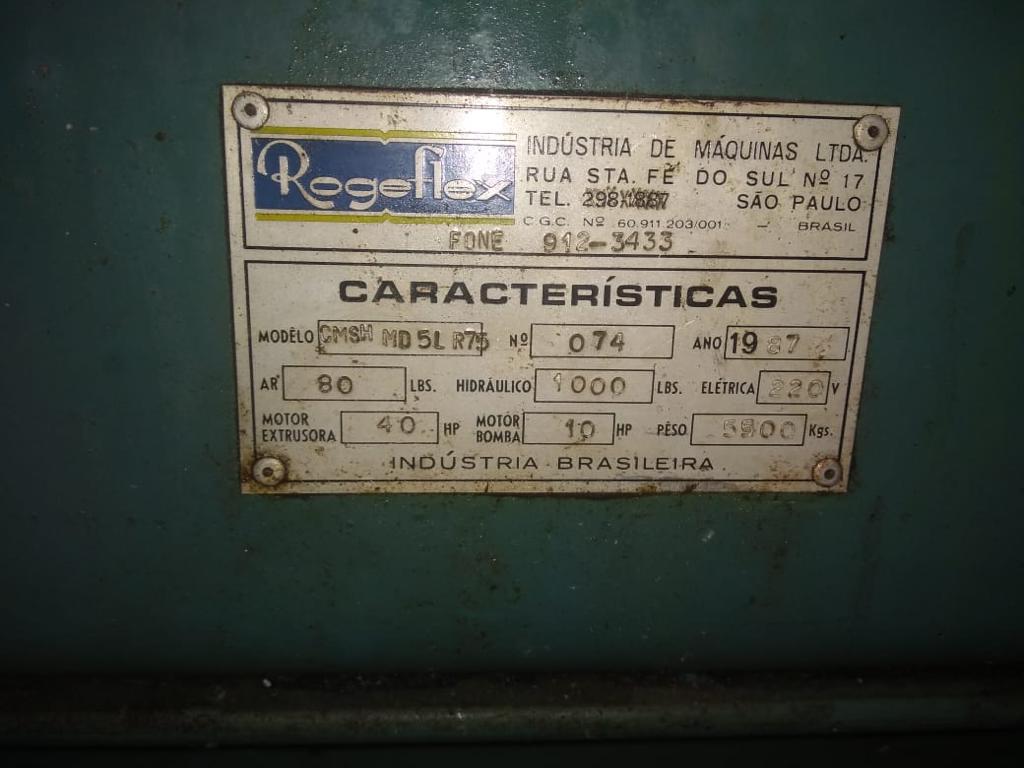 Rogeflex
INDÚSTRIA DE MÁQUINAS LTDA.
RUA STA. FÉ DO SUL Nº 17
TEL. SÃO PAULO
C.G.C. Nº 60.911.203/001 - BRASIL
FONE 912-3433
CARACTERÍSTICAS
MODÊLO CMSH MD5L R75 Nº 074 ANO 1987
AR 80 LBS. HIDRÁULICO 1000 LBS. ELÉTRICA 220 V
MOTOR EXTRUSORA 40 HP MOTOR BOMBA 10 HP PÊSO 5900 Kgs.
INDÚSTRIA BRASILEIRA